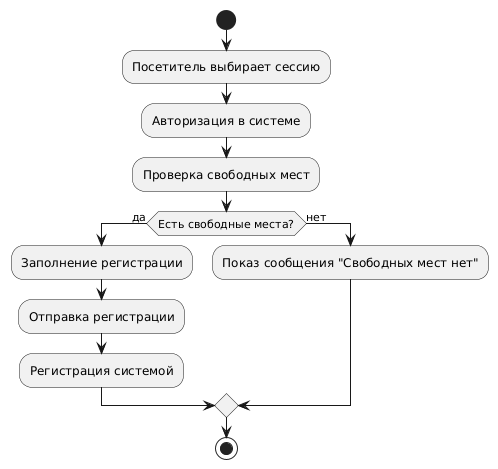 Посетитель выбирает сессию
Авторизация в системе
Проверка свободных мест
Есть свободные места?
да
нет
Заполнение регистрации
Показ сообщения "Свободных мест нет"
Отправка регистрации
Регистрация системой